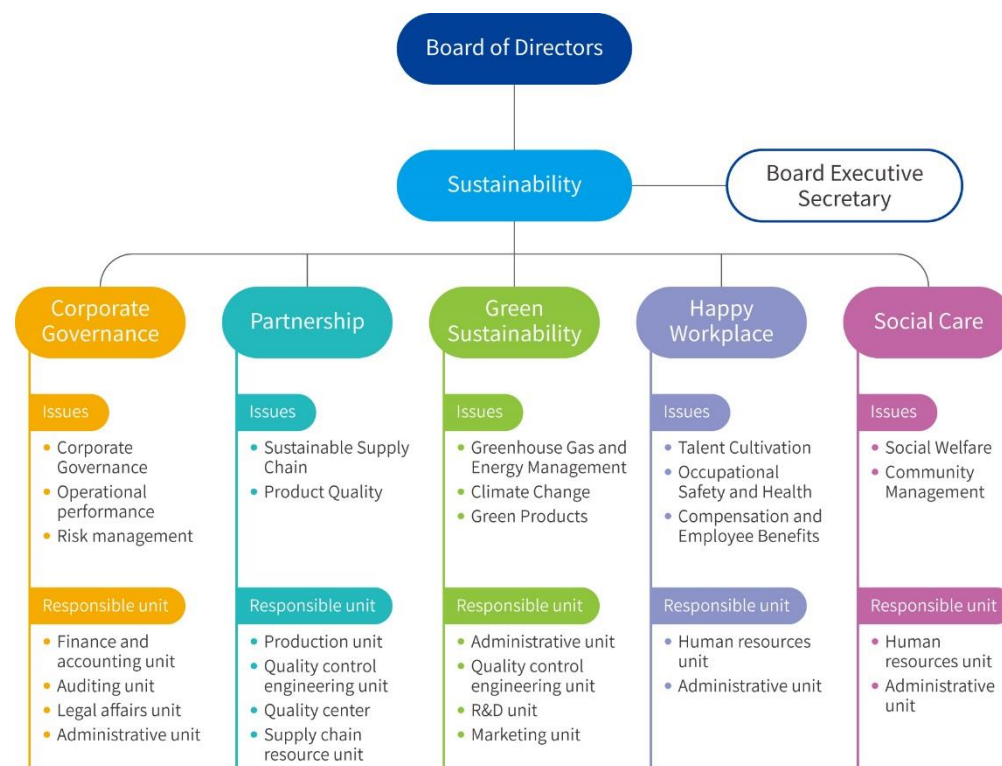 Board of Directors
Sustainability
Board Executive
Secretary
Corporate
Governance
Issues
• Corporate
Governance
• Operational
performance
• Risk management
Responsible unit
• Finance and
accounting unit
• Auditing unit
• Legal affairs unit
• Administrative unit
Partnership
Issues
• Sustainable Supply
Chain
• Product Quality
Responsible unit
• Production unit
• Quality control
engineering unit
• Quality center
• Supply chain
resource unit
Green
Sustainability
Issues
• Greenhouse Gas and
Energy Management
• Climate Change
• Green Products
Responsible unit
• Administrative unit
• Quality control
engineering unit
• R&D unit
• Marketing unit
Happy
Workplace
Issues
• Talent Cultivation
• Occupational
Safety and Health
• Compensation and
Employee Benefits
Responsible unit
• Human resources
unit
• Administrative unit
Social Care
Issues
• Social Welfare
• Community
Management
Responsible unit
• Human
resources unit
• Administrative
unit